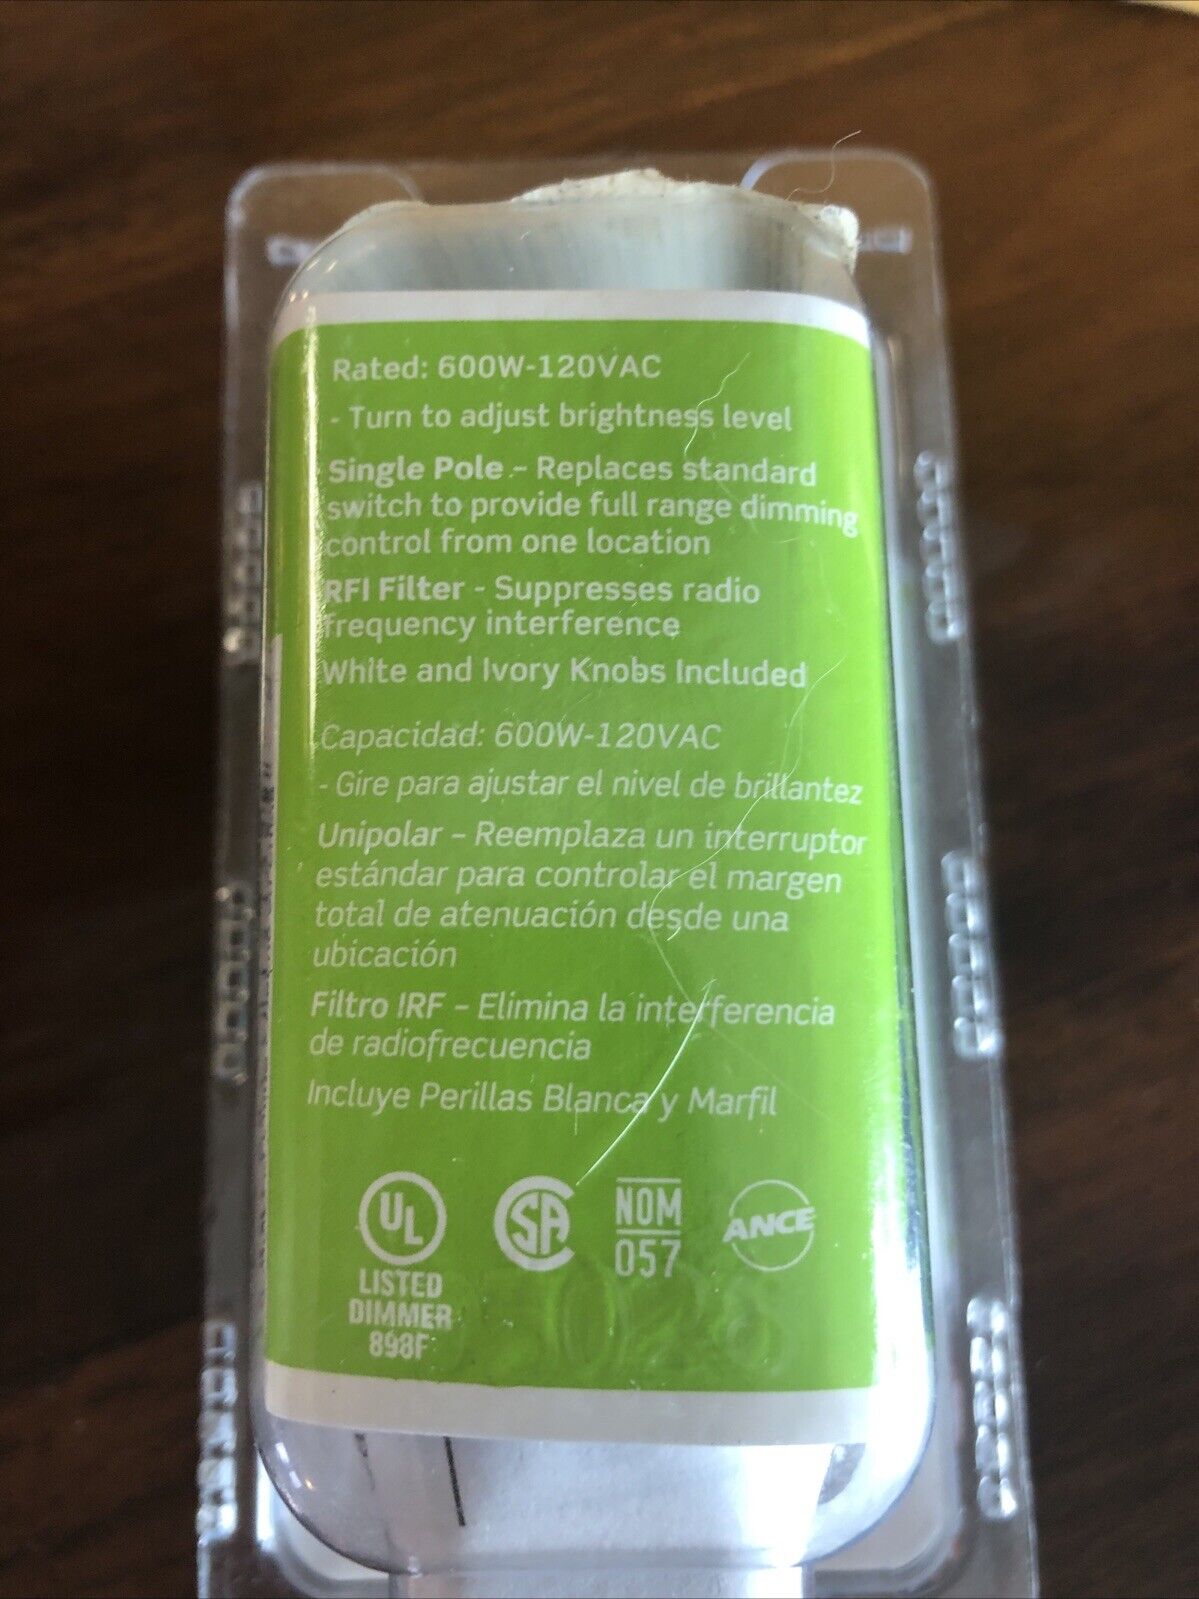 Rated: 600W-120VAC
- Turn to adjust brightness level
Single Pole - Replaces standard
switch to provide full range dimming
control from one location
RFI Filter - Suppresses radio
frequency interference
White and Ivory Knobs Included
Capacidad: 600W-120VAC
- Gire para ajustar el nivel de brillantez
Unipolar - Reemplaza un interruptor
estándar para controlar el margen
total de atenuación desde una
ubicación
Filtro IRF - Elimina la interferencia
de radiofrecuencia
Incluye Perillas Blanca y Marfil
UL SA NOM ANCE
057
LISTED
DIMMER
898F